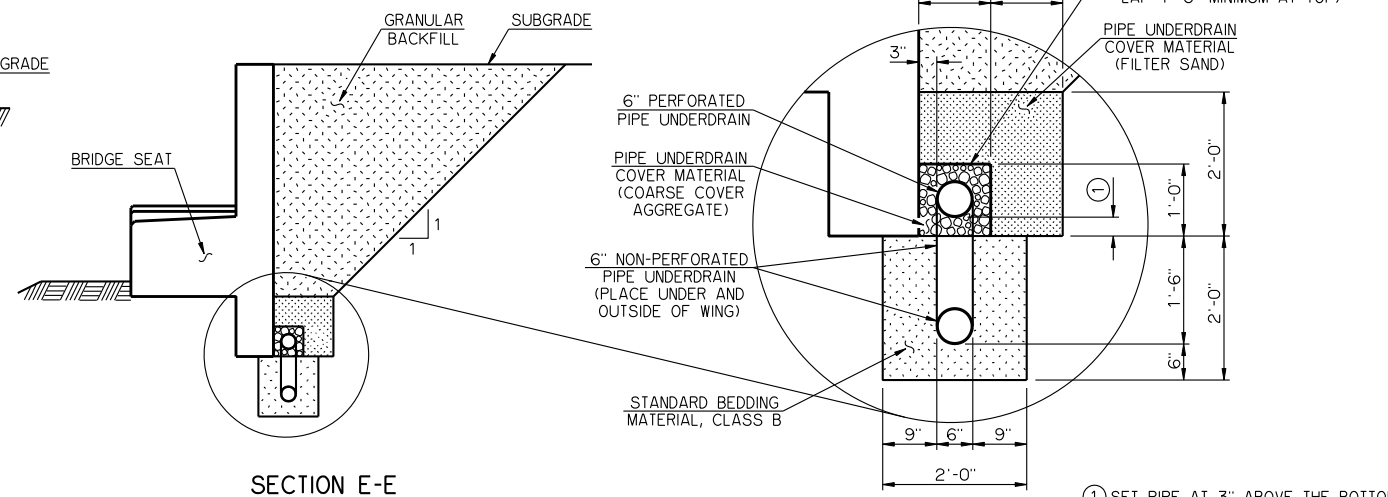 GRANULAR
BACKFILL
SUBGRADE
GRADE
BRIDGE SEAT
1
1
SECTION E-E
3"
PIPE UNDERDRAIN
COVER MATERIAL
(FILTER SAND)
6" PERFORATED
PIPE UNDERDRAIN
PIPE UNDERDRAIN
COVER MATERIAL
(COARSE COVER
AGGREGATE)
6" NON-PERFORATED
PIPE UNDERDRAIN
(PLACE UNDER AND
OUTSIDE OF WING)
STANDARD BEDDING
MATERIAL, CLASS B
1
1'-0"
2'-0"
1'-6"
6"
2'-0"
9"
6"
9"
2'-0"
1 SET PIPE AT 3" ABOVE THE BOTTOM